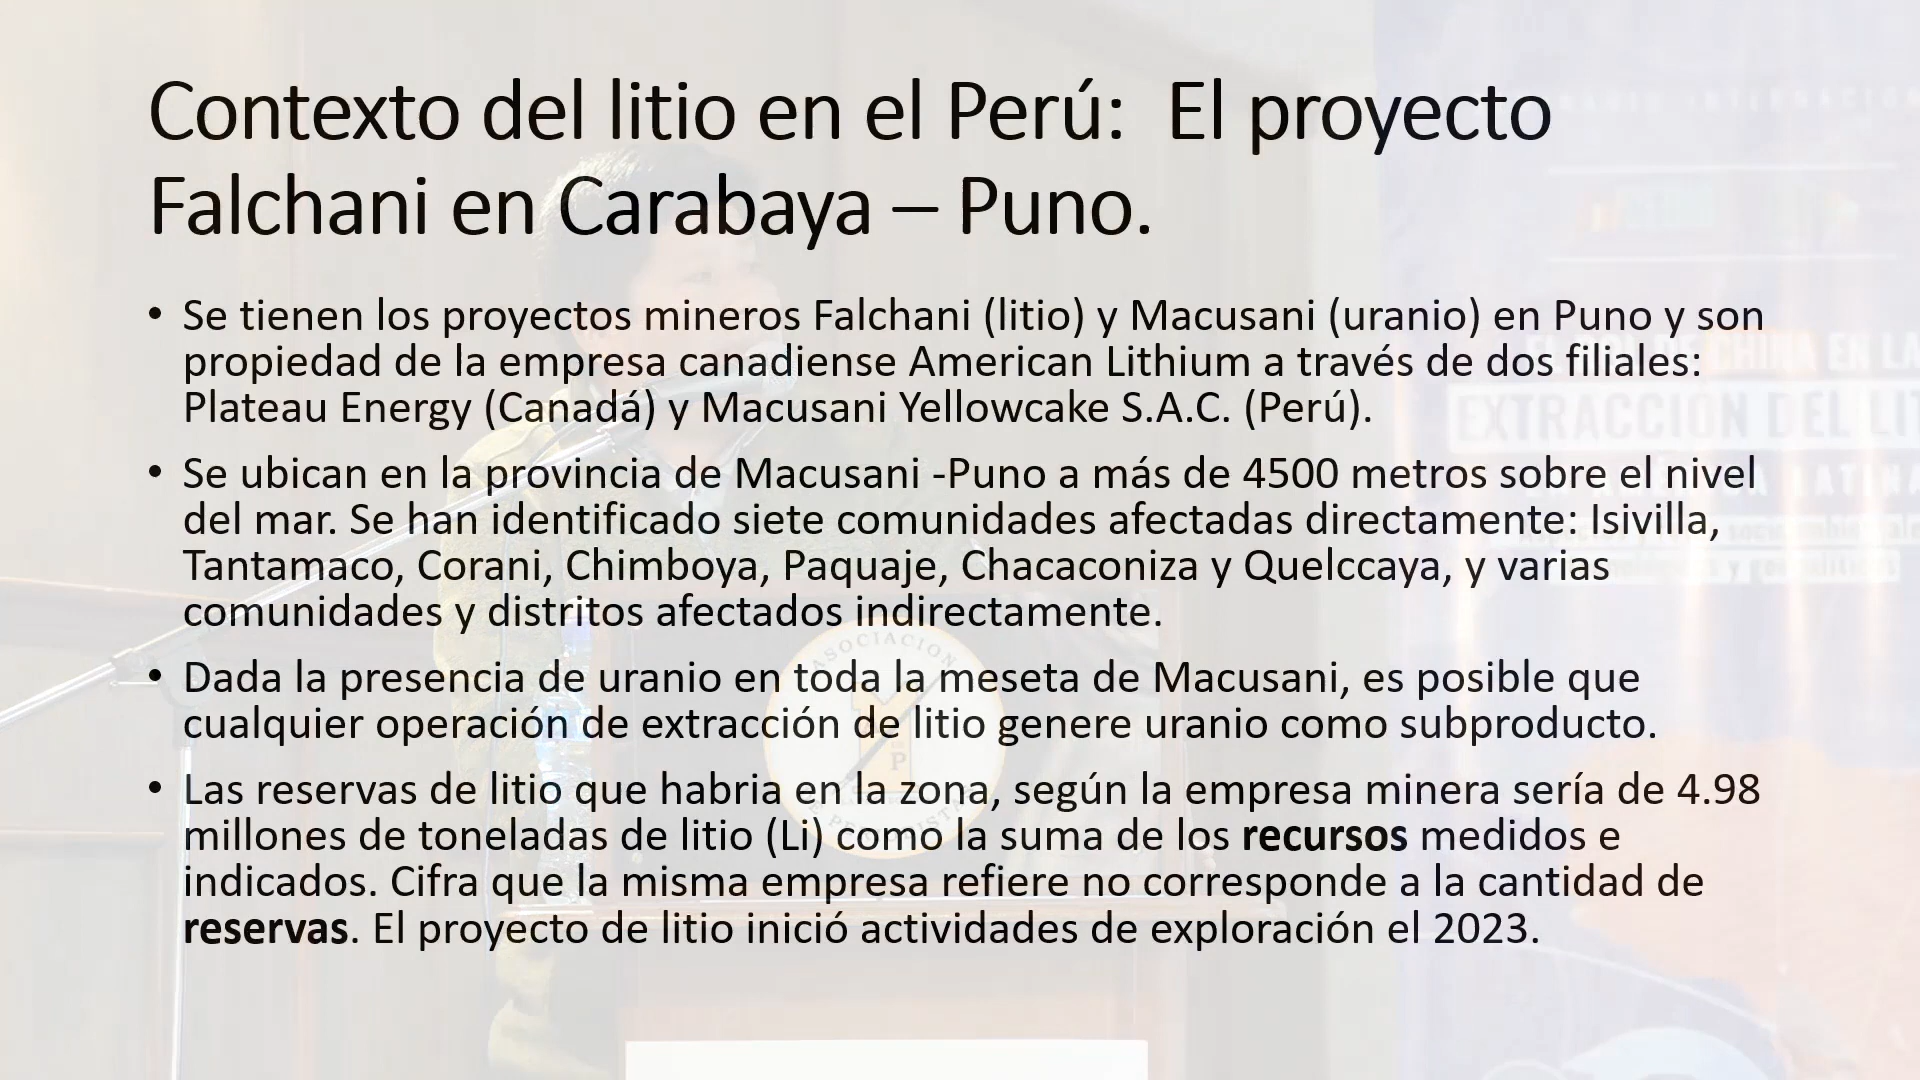 Contexto del litio en el Perú:  El proyecto
Falchani en Carabaya – Puno.
• Se tienen los proyectos mineros Falchani (litio) y Macusani (uranio) en Puno y son
propiedad de la empresa canadiense American Lithium a través de dos filiales:
Plateau Energy (Canadá) y Macusani Yellowcake S.A.C. (Perú).
• Se ubican en la provincia de Macusani -Puno a más de 4500 metros sobre el nivel
del mar. Se han identificado siete comunidades afectadas directamente: Isivilla,
Tantamaco, Corani, Chimboya, Paquaje, Chacaconiza y Quelccaya, y varias
comunidades y distritos afectados indirectamente.
• Dada la presencia de uranio en toda la meseta de Macusani, es posible que
cualquier operación de extracción de litio genere uranio como subproducto.
• Las reservas de litio que habria en la zona, según la empresa minera sería de 4.98
millones de toneladas de litio (Li) como la suma de los recursos medidos e
indicados. Cifra que la misma empresa refiere no corresponde a la cantidad de
reservas. El proyecto de litio inició actividades de exploración el 2023.
CHINA EN LA
EXTRACCIÓN DEL LIT
LATINA
ASOCIACION